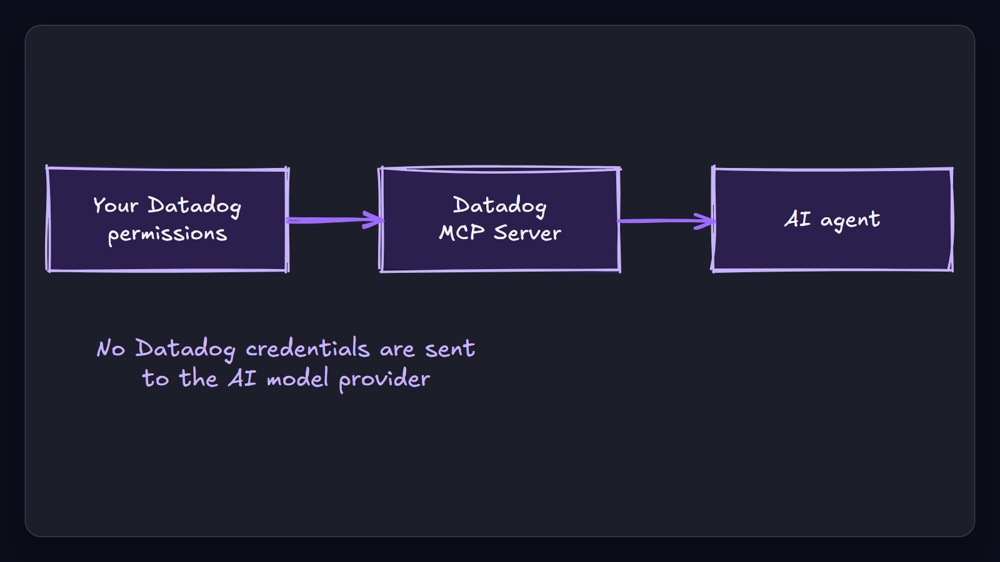 Your Datadog
permissions
Datadog
MCP Server
AI agent
No Datadog credentials are sent
to the AI model provider